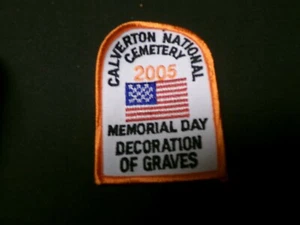 CALVERTON NATIONAL
CEMETERY
2005
MEMORIAL DAY
DECORATION
OF GRAVES